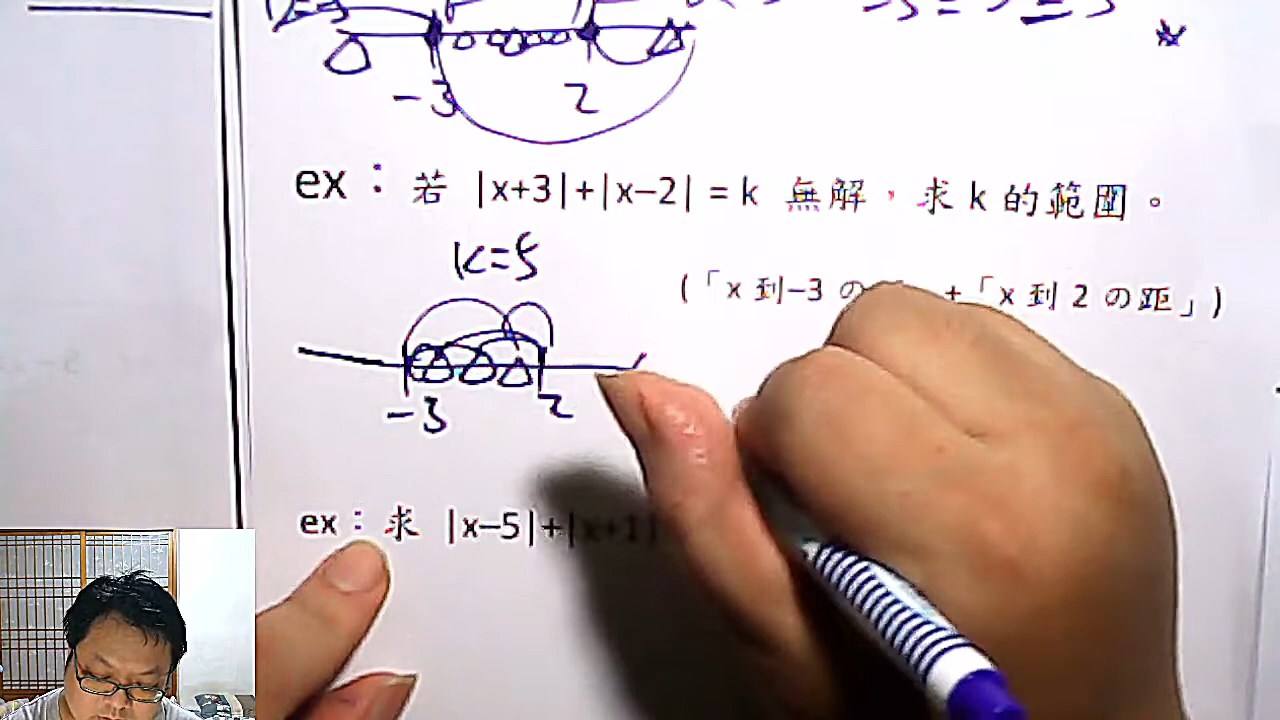 -3 2
ex：若 |x+3|+|x-2| = k 無解，求 k 的範圍。
k=5
(「x 到-3 の + 「x 到 2 の距」)
-3 2
ex：求 |x-5|+|x+1|